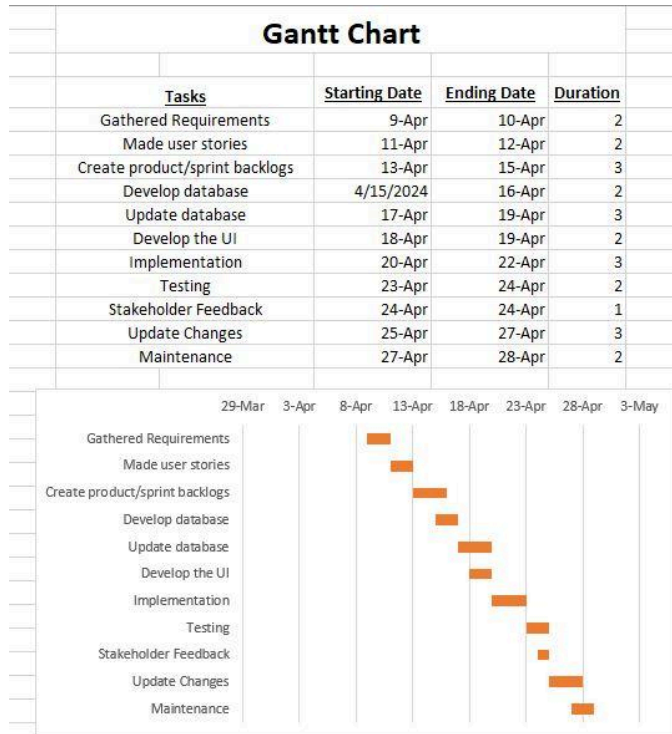 Gantt Chart
Tasks Starting Date Ending Date Duration
Gathered Requirements 9-Apr 10-Apr 2
Made user stories 11-Apr 12-Apr 2
Create product/sprint backlogs 13-Apr 15-Apr 3
Develop database 4/15/2024 16-Apr 2
Update database 17-Apr 19-Apr 3
Develop the UI 18-Apr 19-Apr 2
Implementation 20-Apr 22-Apr 3
Testing 23-Apr 24-Apr 2
Stakeholder Feedback 24-Apr 24-Apr 1
Update Changes 25-Apr 27-Apr 3
Maintenance 27-Apr 28-Apr 2
29-Mar 3-Apr 8-Apr 13-Apr 18-Apr 23-Apr 28-Apr 3-May
Gathered Requirements
Made user stories
Create product/sprint backlogs
Develop database
Update database
Develop the UI
Implementation
Testing
Stakeholder Feedback
Update Changes
Maintenance